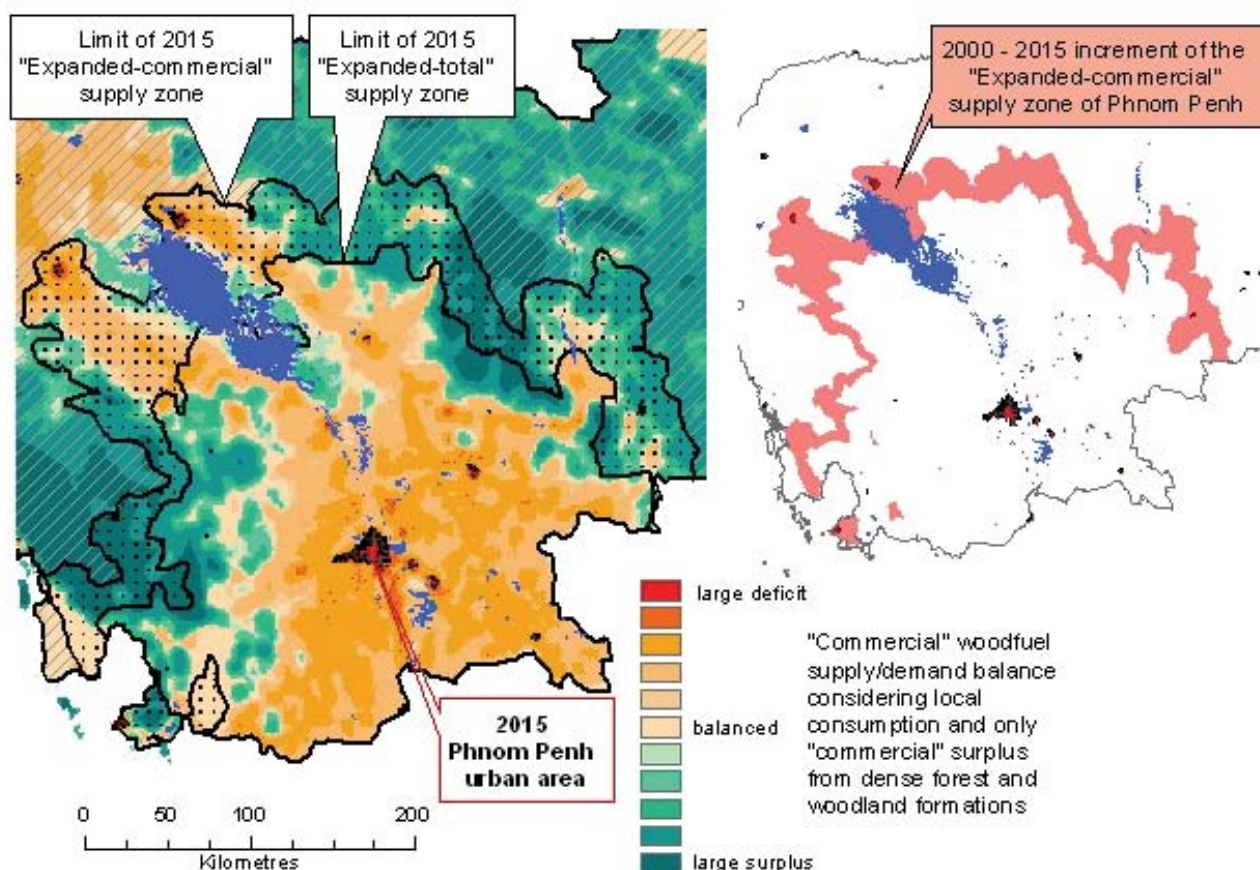 Limit of 2015
"Expanded-commercial"
supply zone
Limit of 2015
"Expanded-total"
supply zone
2000 - 2015 increment of the
"Expanded-commercial"
supply zone of Phnom Penh
2015
Phnom Penh
urban area
large deficit
balanced
large surplus
"Commercial" woodfuel
supply/demand balance
considering local
consumption and only
"commercial" surplus
from dense forest and
woodland formations
0 50 100 200
Kilometres